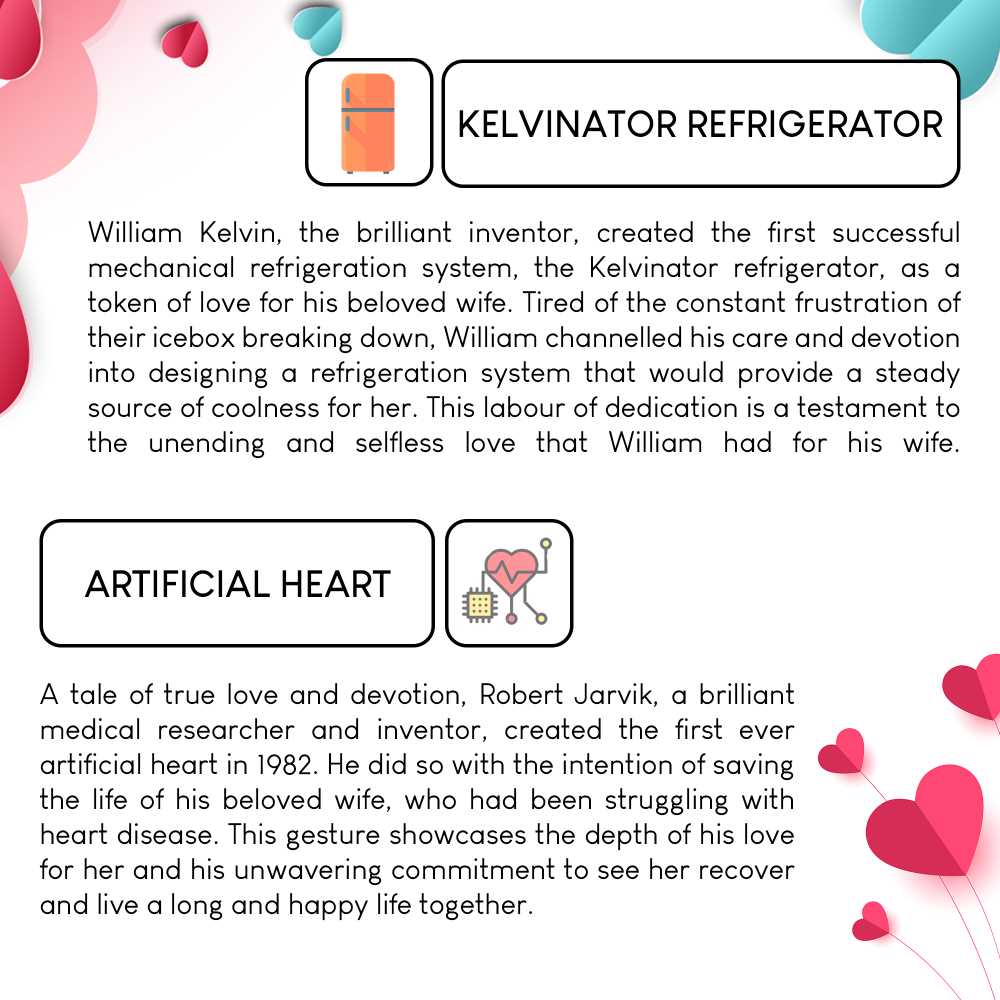 KELVINATOR REFRIGERATOR
William Kelvin, the brilliant inventor, created the first successful
mechanical refrigeration system, the Kelvinator refrigerator, as a
token of love for his beloved wife. Tired of the constant frustration of
their icebox breaking down, William channelled his care and devotion
into designing a refrigeration system that would provide a steady
source of coolness for her. This labour of dedication is a testament to
the unending and selfless love that William had for his wife.
ARTIFICIAL HEART
A tale of true love and devotion, Robert Jarvik, a brilliant
medical researcher and inventor, created the first ever
artificial heart in 1982. He did so with the intention of saving
the life of his beloved wife, who had been struggling with
heart disease. This gesture showcases the depth of his love
for her and his unwavering commitment to see her recover
and live a long and happy life together.